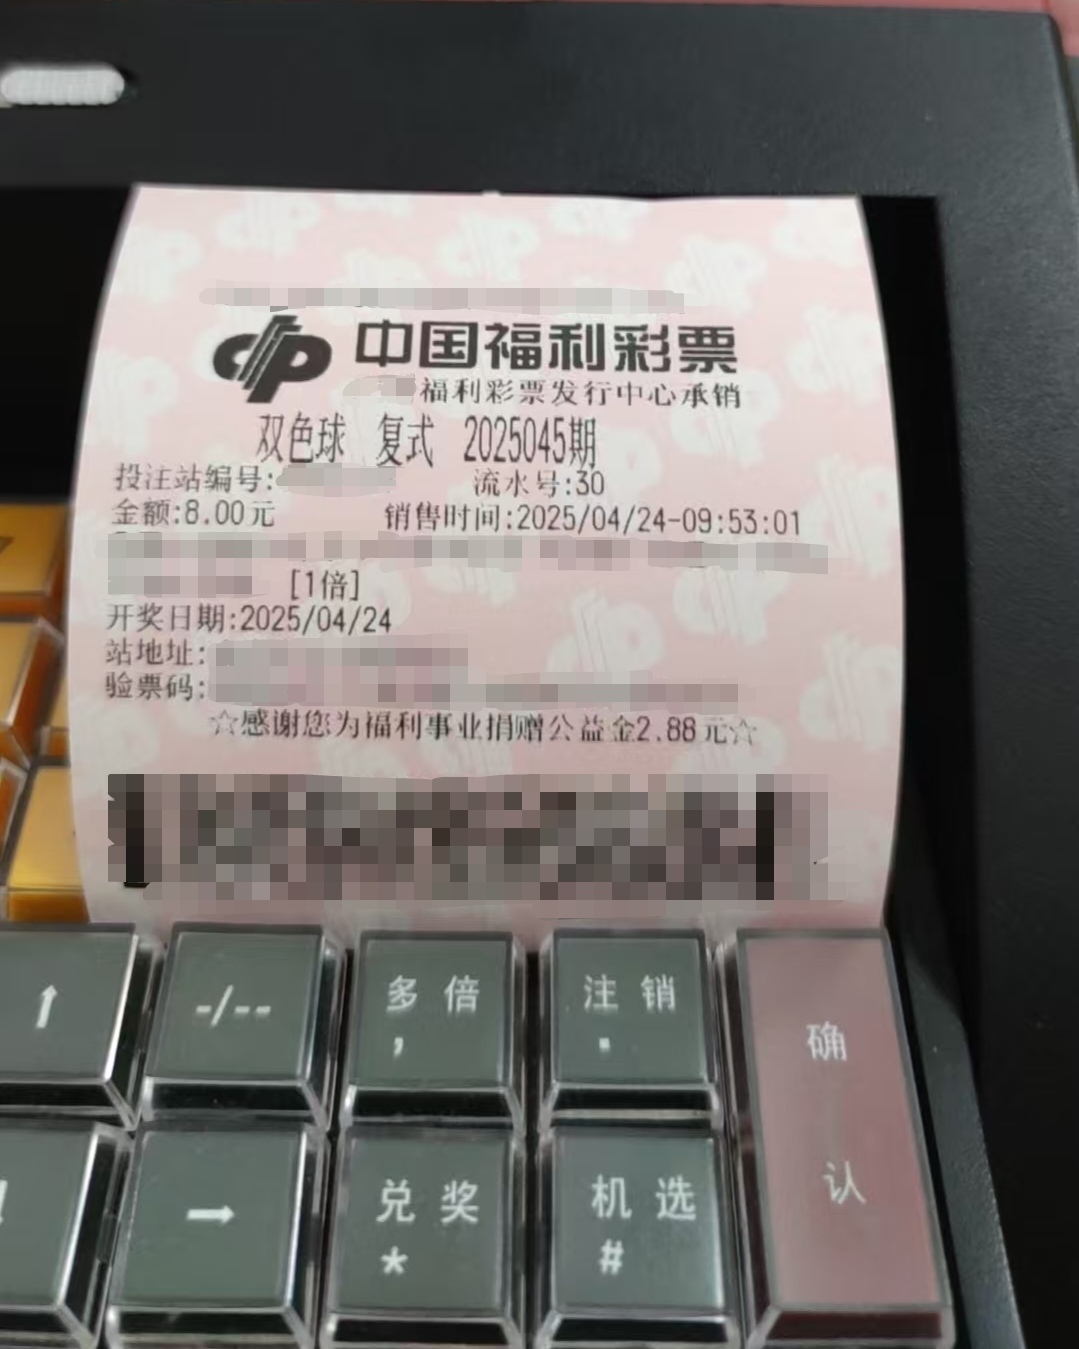 中国福利彩票
福利彩票发行中心承销
双色球 复式 2025045期
投注站编号: 流水号:30
金额:8.00元 销售时间:2025/04/24-09:53:01
[1倍]
开奖日期:2025/04/24
站地址:
验票码:
☆感谢您为福利事业捐赠公益金2.88元☆
↑ -/-- 多倍 , 注销 . 确认
→ 兑奖 * 机选 #